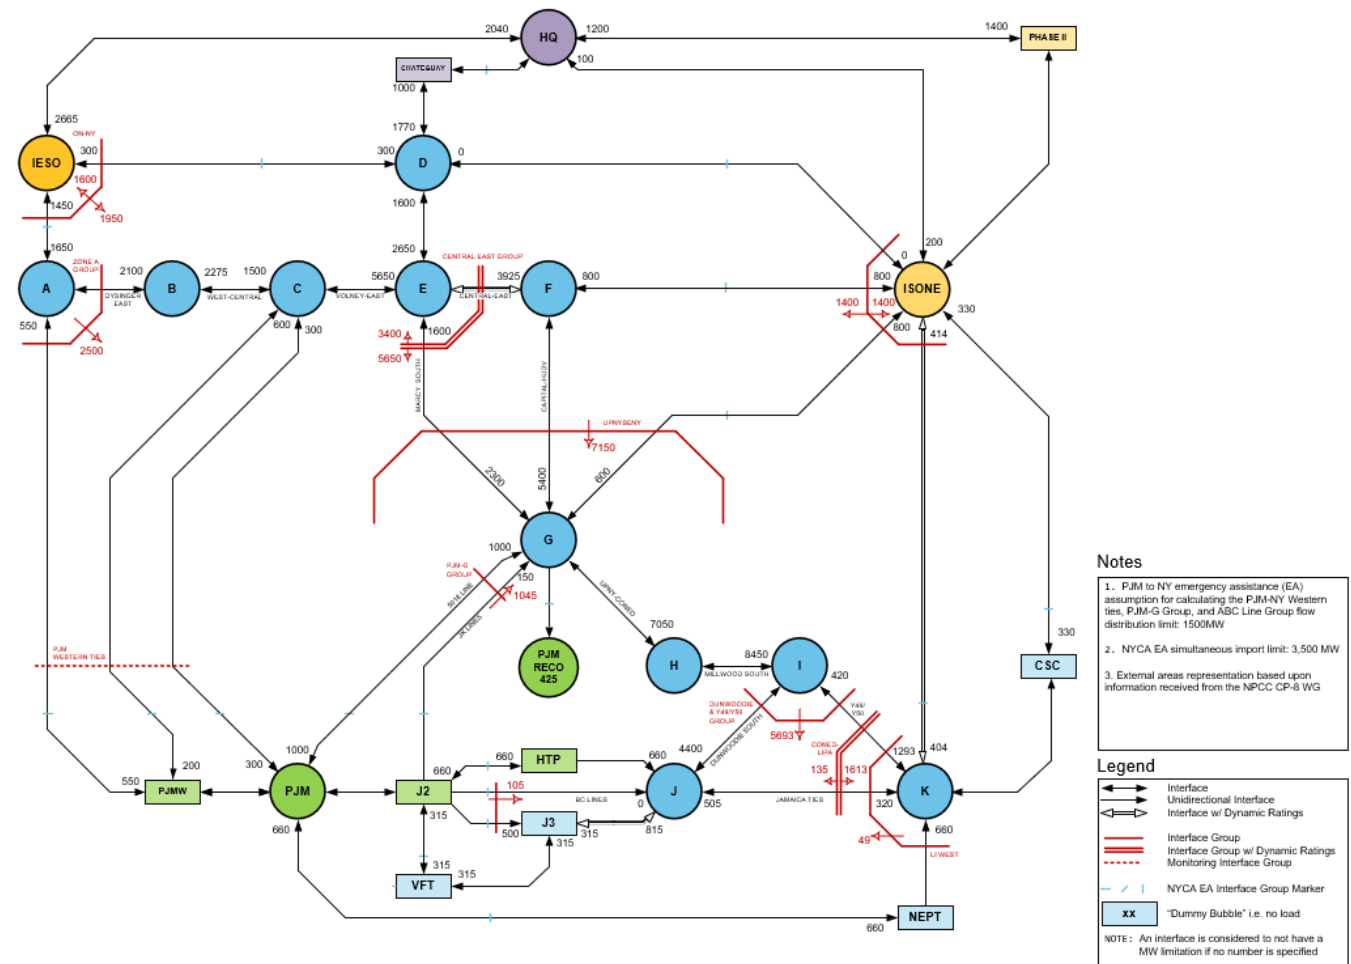 2040
HQ
1200
1400
PHASE II
100
CHATEGUAY
1000
2665
ON-NY
1770
IESO
300
300
D
0
1600
1450
1950
1600
1650
2650
CENTRAL EAST GROUP
0
200
ZONE A
GROUP
2100
2275
1500
5650
3925
800
800
A
B
C
E
F
ISONE
DYSINGER
EAST
WEST-CENTRAL
VOLNEY-EAST
CENTRAL-EAST
1400
1400
330
550
600
300
3400
1600
800
414
2500
5650
MARCY SOUTH
CAPITAL-HUDV
UPNYSENY
7150
2300
5400
600
G
1000
PJM-G
GROUP
150
1045
5018 LINE
JK LINES
UPNY-CONED
7050
PJM
WESTERN TIES
PJM
RECO
425
H
8450
MILLWOOD SOUTH
I
420
330
CSC
DUNWOODIE
& Y49/Y50
GROUP
Y49/
Y50
5693
DUNWOODIE SOUTH
CONED-
LIPA
1000
300
200
550
PJMW
PJM
660
J2
660
HTP
660
4400
1293
404
135
1613
105
BC LINES
0
J
505
JAMAICA TIES
320
K
315
500
J3
315
815
315
660
660
49
LI WEST
315
VFT
315
NEPT
660
Notes
1. PJM to NY emergency assistance (EA)
assumption for calculating the PJM-NY Western
ties, PJM-G Group, and ABC Line Group flow
distribution limit: 1500MW
2. NYCA EA simultaneous import limit: 3,500 MW
3. External areas representation based upon
information received from the NPCC CP-8 WG
Legend
Interface
Unidirectional Interface
Interface w/ Dynamic Ratings
Interface Group
Interface Group w/ Dynamic Ratings
Monitoring Interface Group
NYCA EA Interface Group Marker
xx
"Dummy Bubble" i.e. no load
NOTE: An interface is considered to not have a
MW limitation if no number is specified